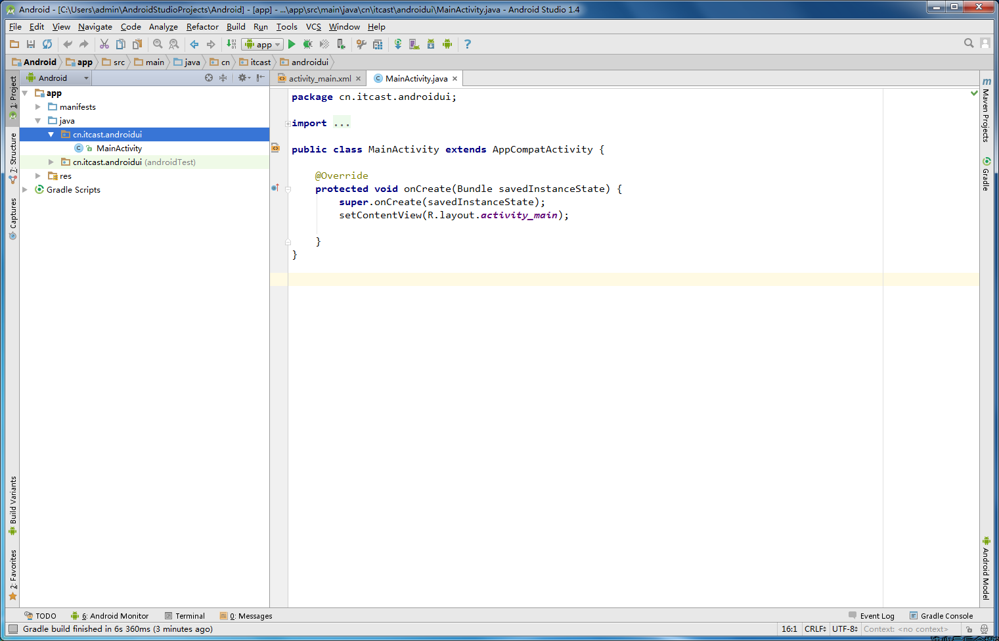 Android - [C:\Users\admin\AndroidStudioProjects\Android] - [app] - ...\app\src\main\java\cn\itcast\androidui\MainActivity.java - Android Studio 1.4
File Edit View Navigate Code Analyze Refactor Build Run Tools VCS Window Help
app
Android app src main java cn itcast androidui
1: Project
7: Structure
Captures
Build Variants
2: Favorites
Android
app
manifests
java
cn.itcast.androidui
MainActivity
cn.itcast.androidui (androidTest)
res
Gradle Scripts
activity_main.xml MainActivity.java
package cn.itcast.androidui;
import ...
public class MainActivity extends AppCompatActivity {
@Override
protected void onCreate(Bundle savedInstanceState) {
super.onCreate(savedInstanceState);
setContentView(R.layout.activity_main);
}
}
m Maven Projects
Gradle
Android Model
TODO 6: Android Monitor Terminal 0: Messages Event Log Gradle Console
Gradle build finished in 6s 360ms (3 minutes ago) 16:1 CRLF UTF-8 Context: <no context>